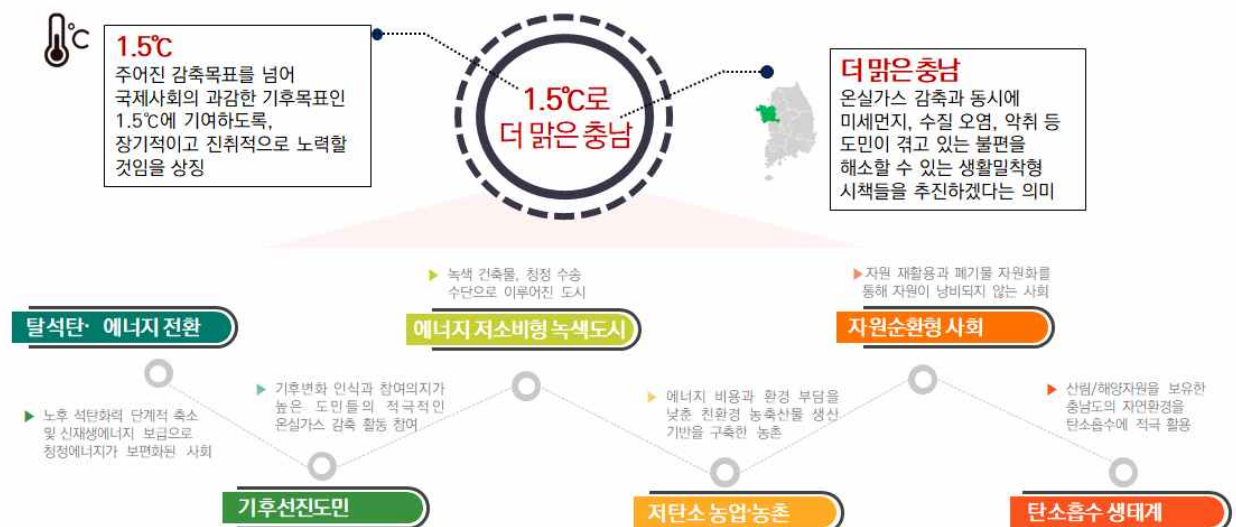 ℃
1.5℃
주어진 감축목표를 넘어
국제사회의 과감한 기후목표인
1.5℃에 기여하도록,
장기적이고 진취적으로 노력할
것임을 상징
1.5℃로
더 맑은 충남
더 맑은 충남
온실가스 감축과 동시에
미세먼지, 수질 오염, 악취 등
도민이 겪고 있는 불편을
해소할 수 있는 생활밀착형
시책들을 추진하겠다는 의미
탈석탄· 에너지 전환
▶ 노후 석탄화력 단계적 축소
및 신재생에너지 보급으로
청정에너지가 보편화된 사회
▶ 기후변화 인식과 참여의지가
높은 도민들의 적극적인
온실가스 감축 활동 참여
기후선진도민
▶ 녹색 건축물, 청정 수송
수단으로 이루어진 도시
에너지 저소비형 녹색도시
▶ 에너지 비용과 환경 부담을
낮춘 친환경 농축산물 생산
기반을 구축한 농촌
저탄소 농업·농촌
▶자원 재활용과 폐기물 자원화를
통해 자원이 낭비되지 않는 사회
자원순환형 사회
▶ 산림/해양자원을 보유한
충남도의 자연환경을
탄소흡수에 적극 활용
탄소흡수 생태계